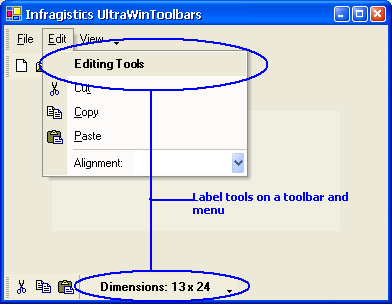 Infragistics UltraWinToolbars
File Edit View
Editing Tools
Cut
Copy
Paste
Alignment:
Label tools on a toolbar and
menu
Dimensions: 13 x 24